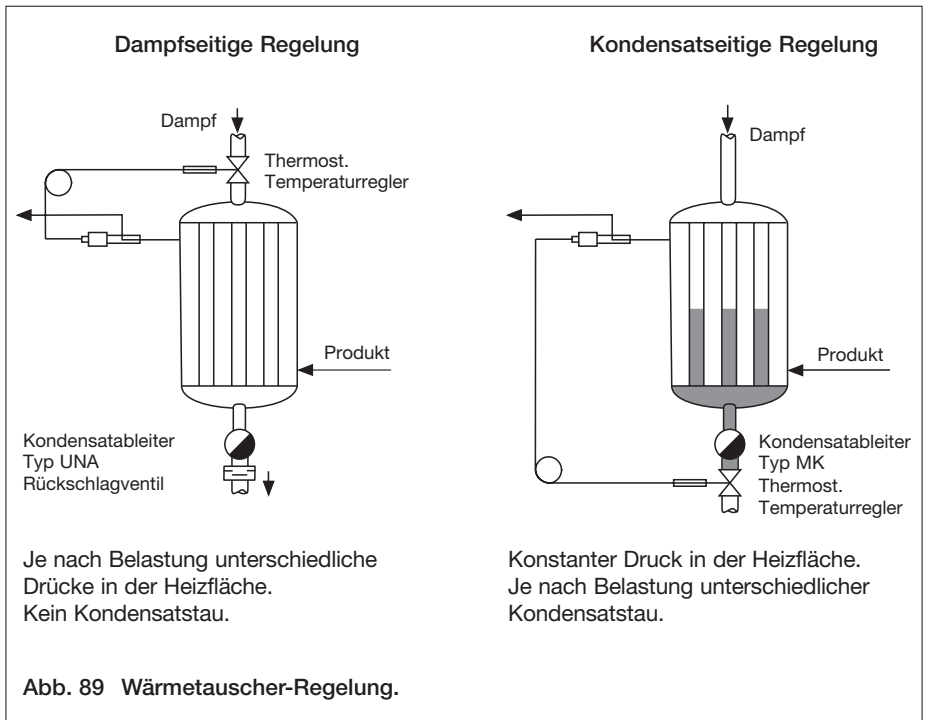 Dampfseitige Regelung
Dampf
Thermost.
Temperaturregler
Produkt
Kondensatableiter
Typ UNA
Rückschlagventil
Je nach Belastung unterschiedliche
Drücke in der Heizfläche.
Kein Kondensatstau.
Kondensatseitige Regelung
Dampf
Produkt
Kondensatableiter
Typ MK
Thermost.
Temperaturregler
Konstanter Druck in der Heizfläche.
Je nach Belastung unterschiedlicher
Kondensatstau.
Abb. 89 Wärmetauscher-Regelung.